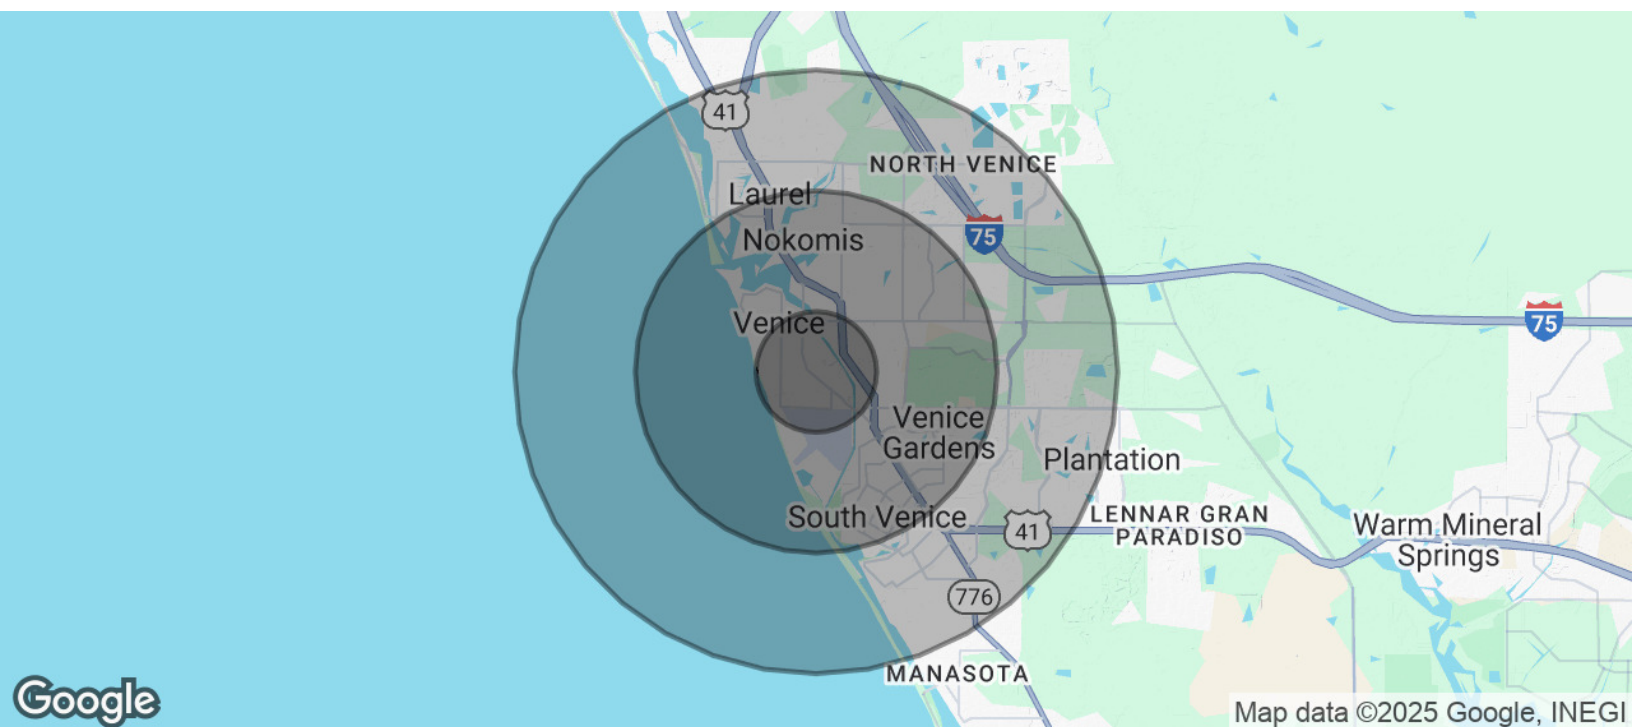 41
NORTH VENICE
Laurel
Nokomis
75
Venice
75
Venice
Gardens
Plantation
South Venice
41
LENNAR GRAN
PARADISO
Warm Mineral
Springs
776
MANASOTA
Google
Map data ©2025 Google, INEGI